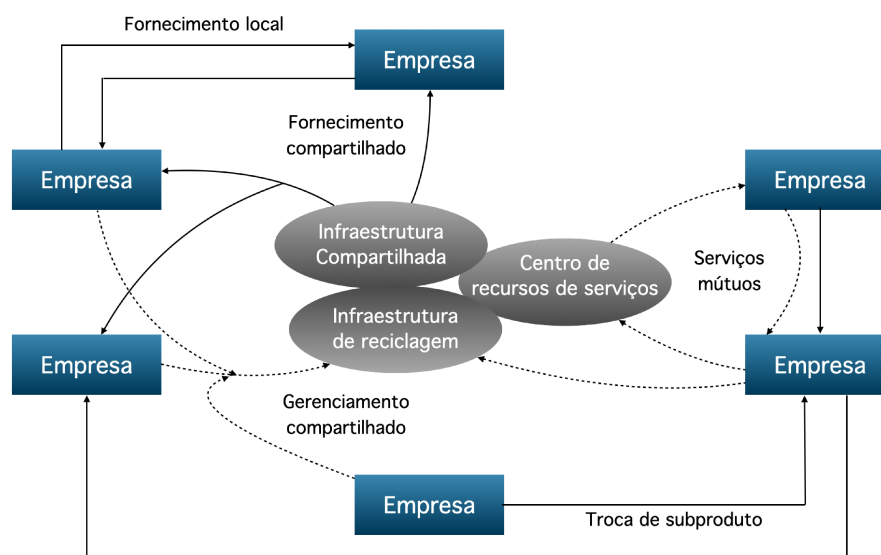 Fornecimento local
Empresa
Fornecimento
compartilhado
Empresa
Empresa
Infraestrutura
Compartilhada
Centro de
recursos de serviços
Serviços
mútuos
Infraestrutura
de reciclagem
Empresa
Empresa
Gerenciamento
compartilhado
Empresa
Troca de subproduto